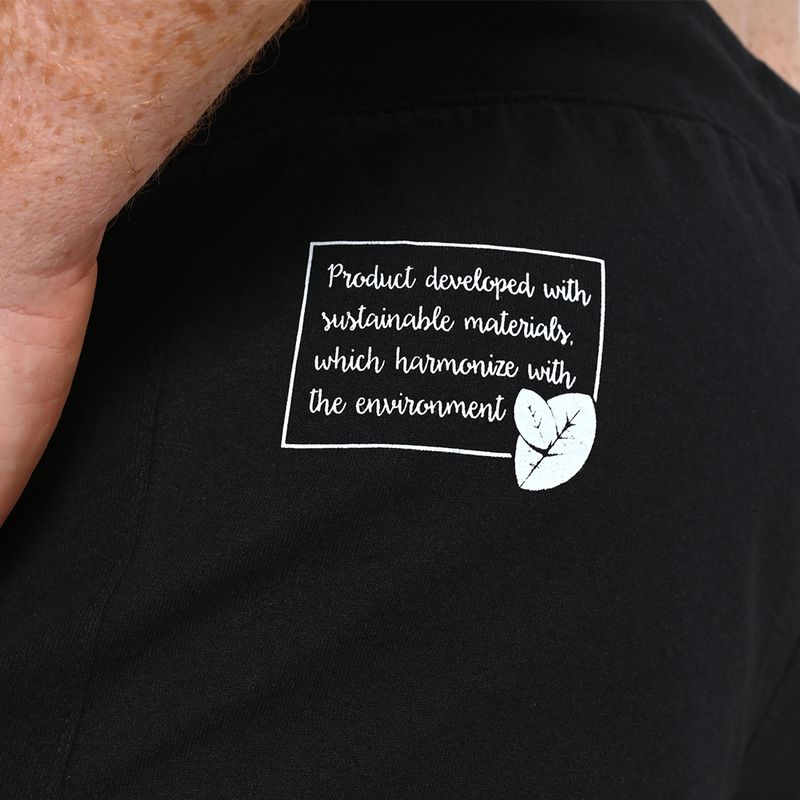 Product developed with
sustainable materials,
which harmonize with
the environment